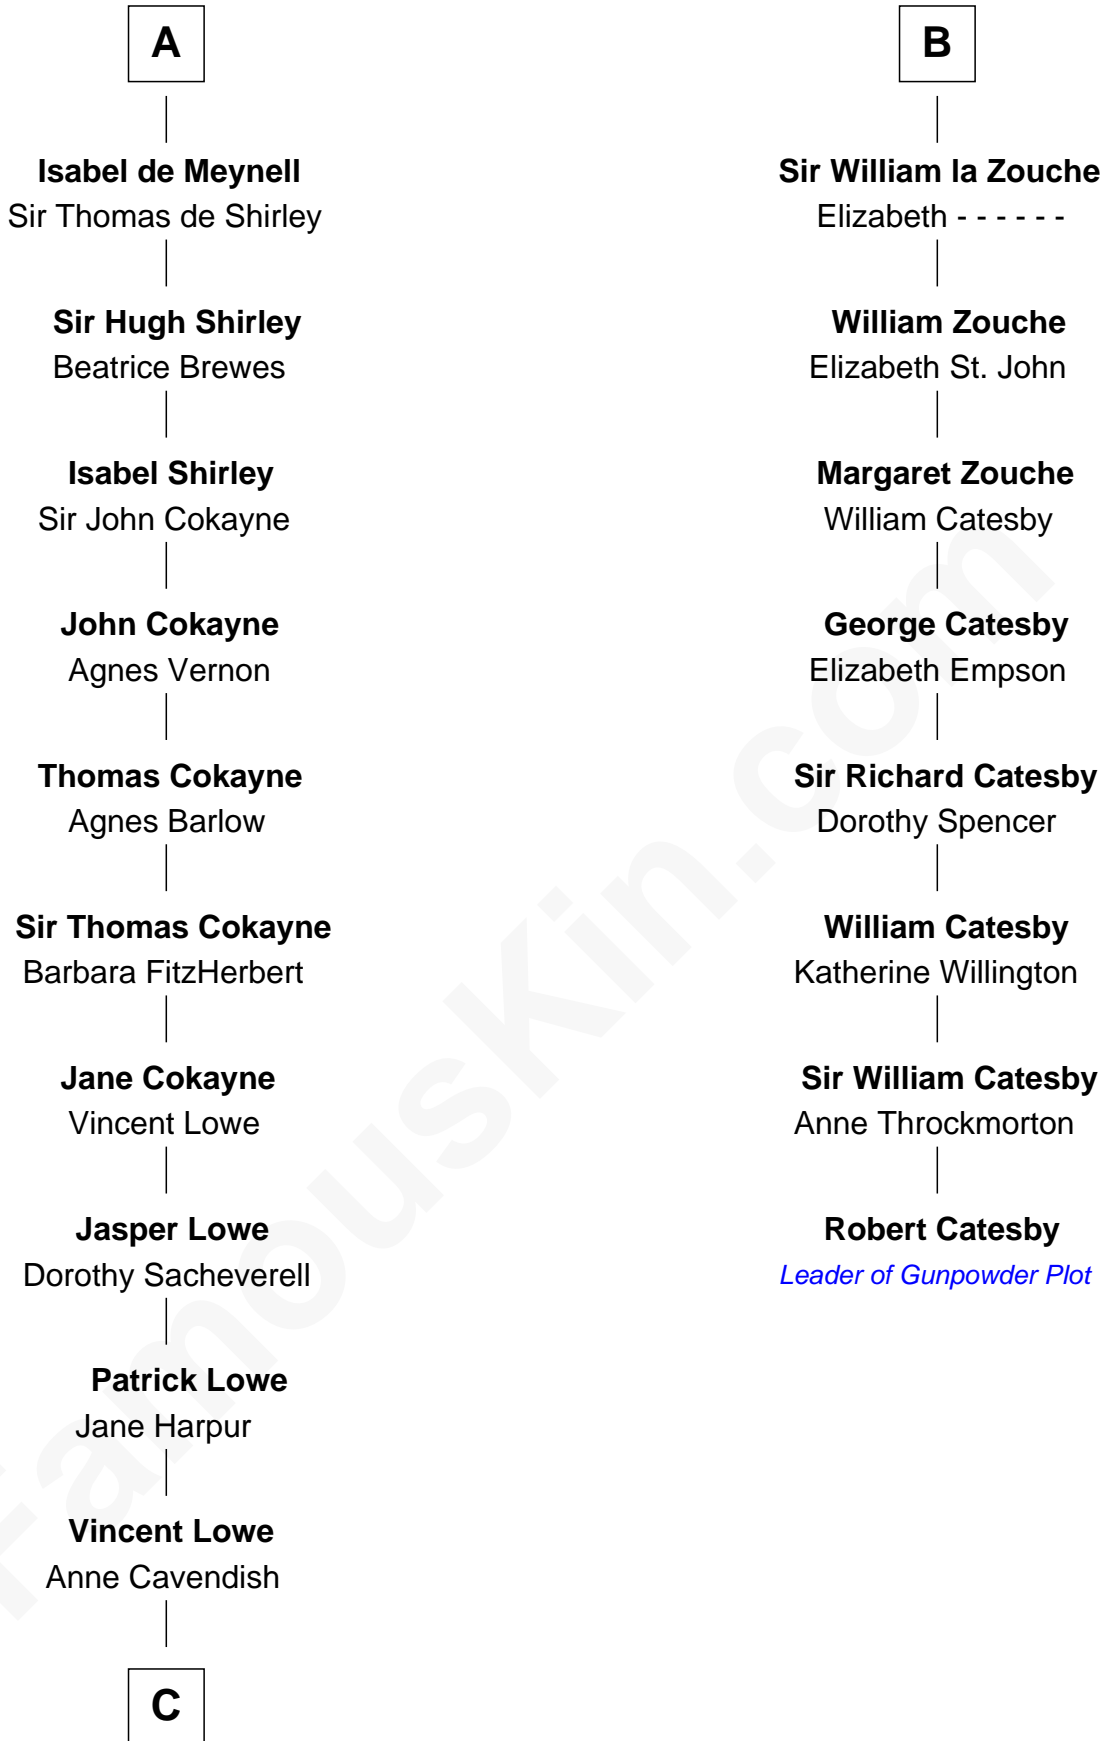 A
Isabel de Meynell
Sir Thomas de Shirley
Sir Hugh Shirley
Beatrice Brewes
Isabel Shirley
Sir John Cokayne
John Cokayne
Agnes Vernon
Thomas Cokayne
Agnes Barlow
Sir Thomas Cokayne
Barbara FitzHerbert
Jane Cokayne
Vincent Lowe
Jasper Lowe
Dorothy Sacheverell
Patrick Lowe
Jane Harpur
Vincent Lowe
Anne Cavendish
C
B
Sir William la Zouche
Elizabeth - - - - - -
William Zouche
Elizabeth St. John
Margaret Zouche
William Catesby
George Catesby
Elizabeth Empson
Sir Richard Catesby
Dorothy Spencer
William Catesby
Katherine Willington
Sir William Catesby
Anne Throckmorton
Robert Catesby
Leader of Gunpowder Plot
FamousKin.com